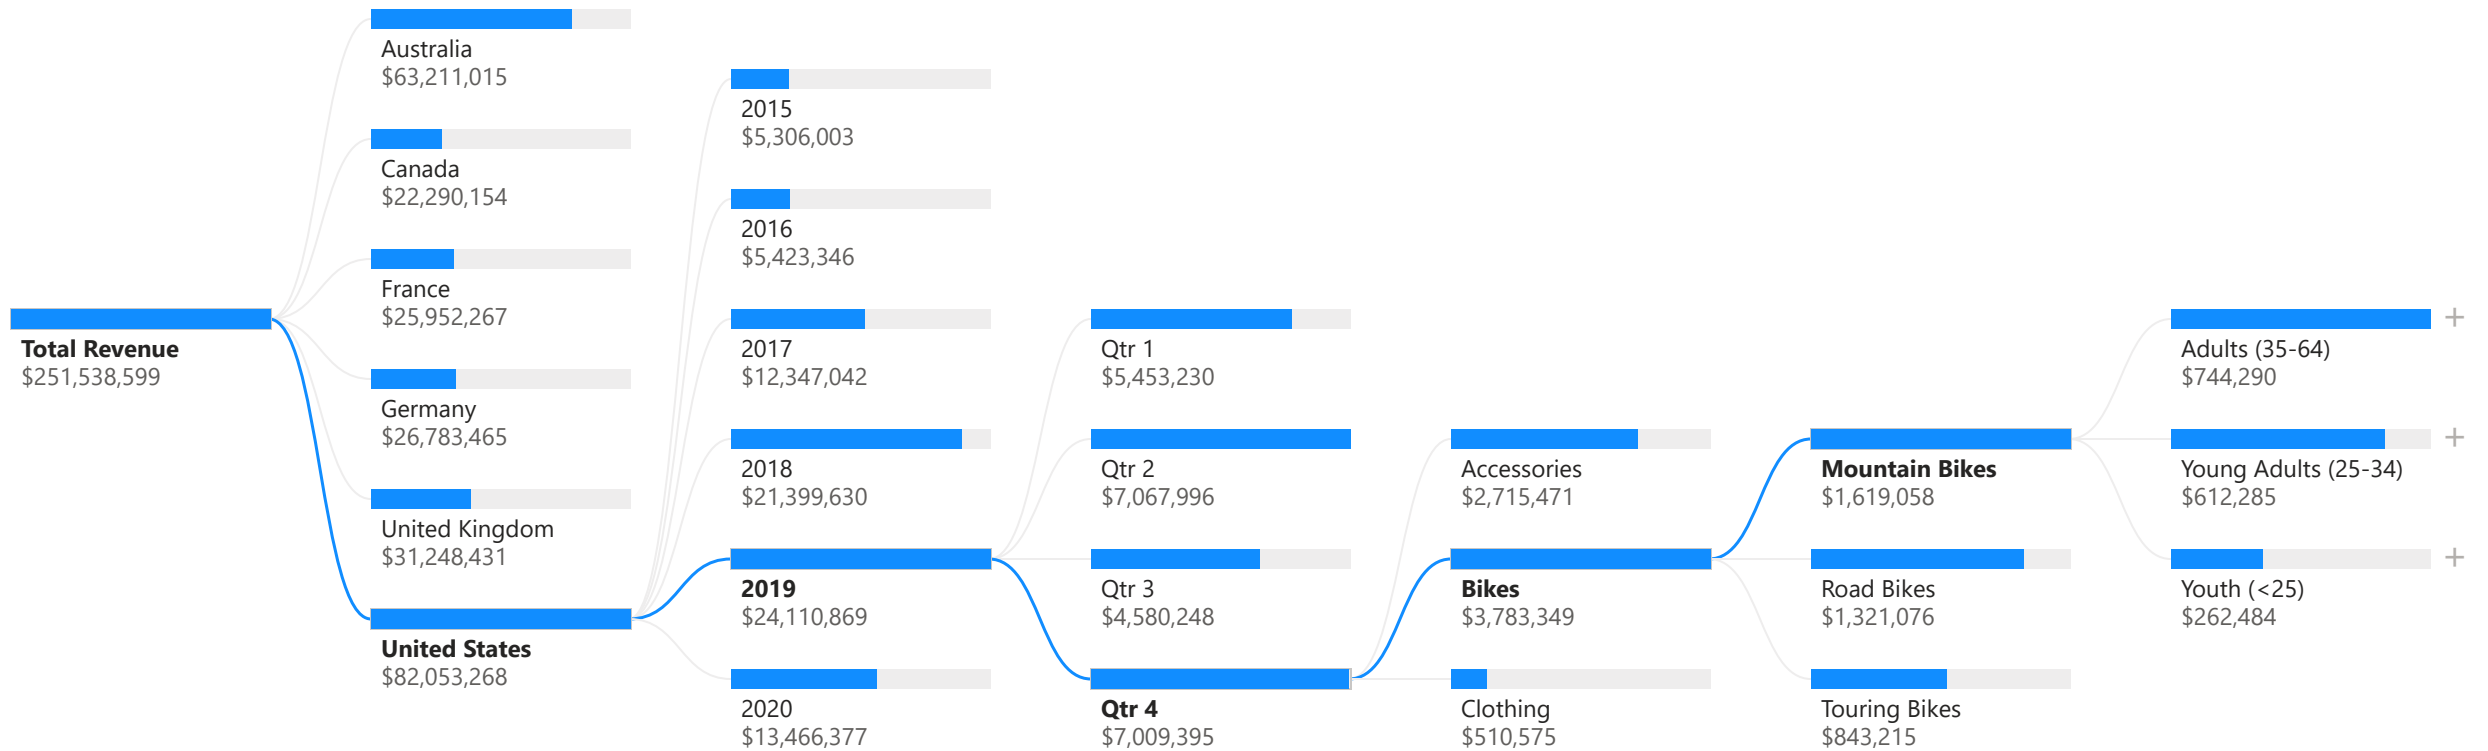 Total Revenue
$251,538,599
Australia
$63,211,015
Canada
$22,290,154
France
$25,952,267
Germany
$26,783,465
United Kingdom
$31,248,431
United States
$82,053,268
2015
$5,306,003
2016
$5,423,346
2017
$12,347,042
2018
$21,399,630
2019
$24,110,869
2020
$13,466,377
Qtr 1
$5,453,230
Qtr 2
$7,067,996
Qtr 3
$4,580,248
Qtr 4
$7,009,395
Accessories
$2,715,471
Bikes
$3,783,349
Clothing
$510,575
Mountain Bikes
$1,619,058
Road Bikes
$1,321,076
Touring Bikes
$843,215
Adults (35-64)
$744,290
Young Adults (25-34)
$612,285
Youth (<25)
$262,484